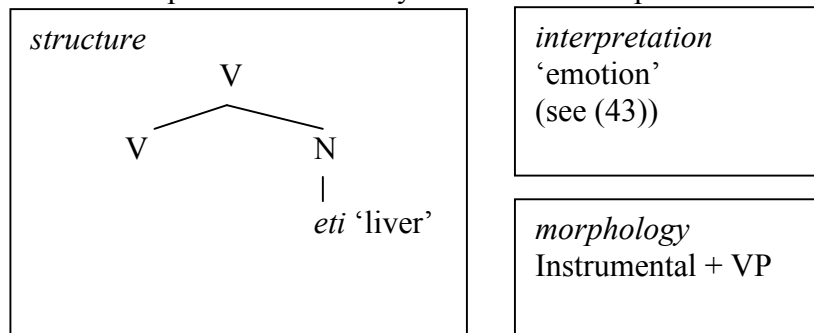 structure
V
V N
eti ‘liver’
interpretation
‘emotion’
(see (43))
morphology
Instrumental + VP